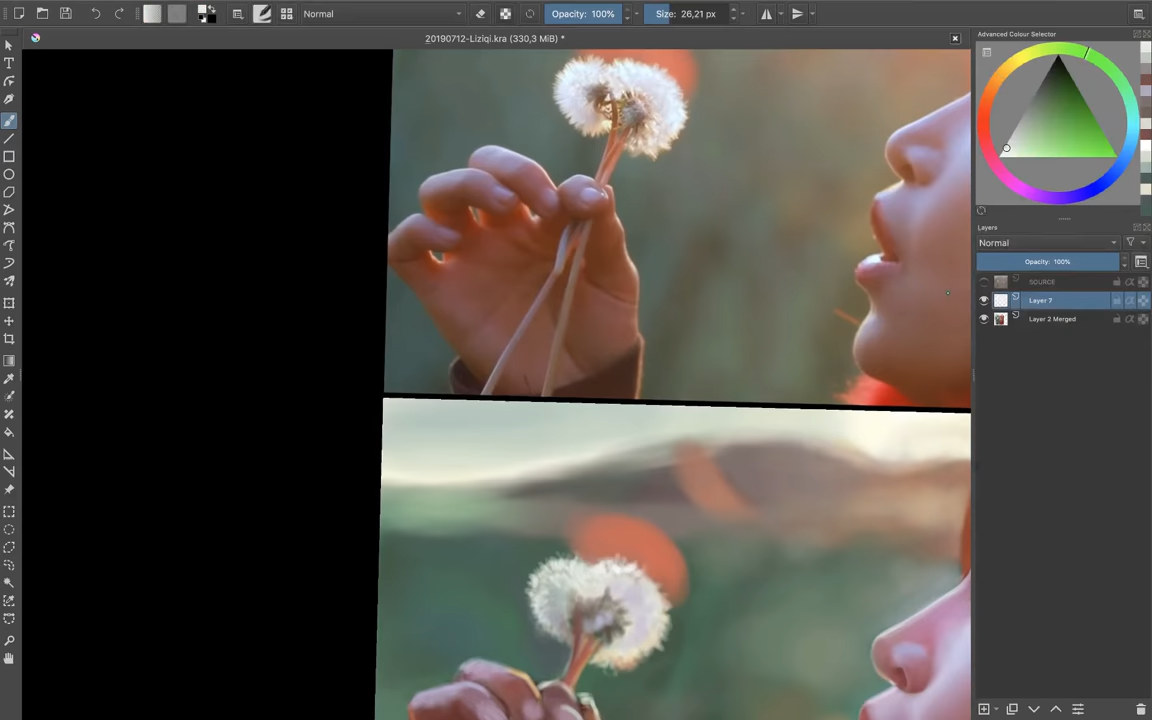 Normal
Opacity: 100%
Size: 26,21 px
20190712-Liziqi.kra (330,3 MiB) *
Advanced Colour Selector
Layers
Normal
Opacity: 100%
SOURCE
Layer 7
Layer 2 Merged